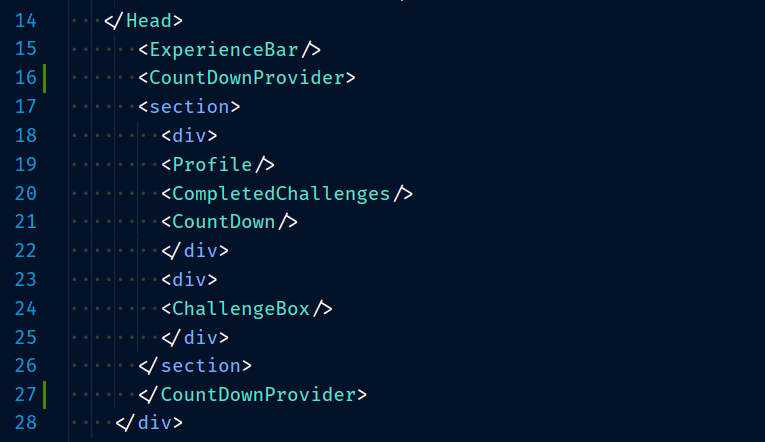 14 </Head>
15 <ExperienceBar/>
16 <CountDownProvider>
17 <section>
18 <div>
19 <Profile/>
20 <CompletedChallenges/>
21 <CountDown/>
22 </div>
23 <div>
24 <ChallengeBox/>
25 </div>
26 </section>
27 </CountDownProvider>
28 </div>